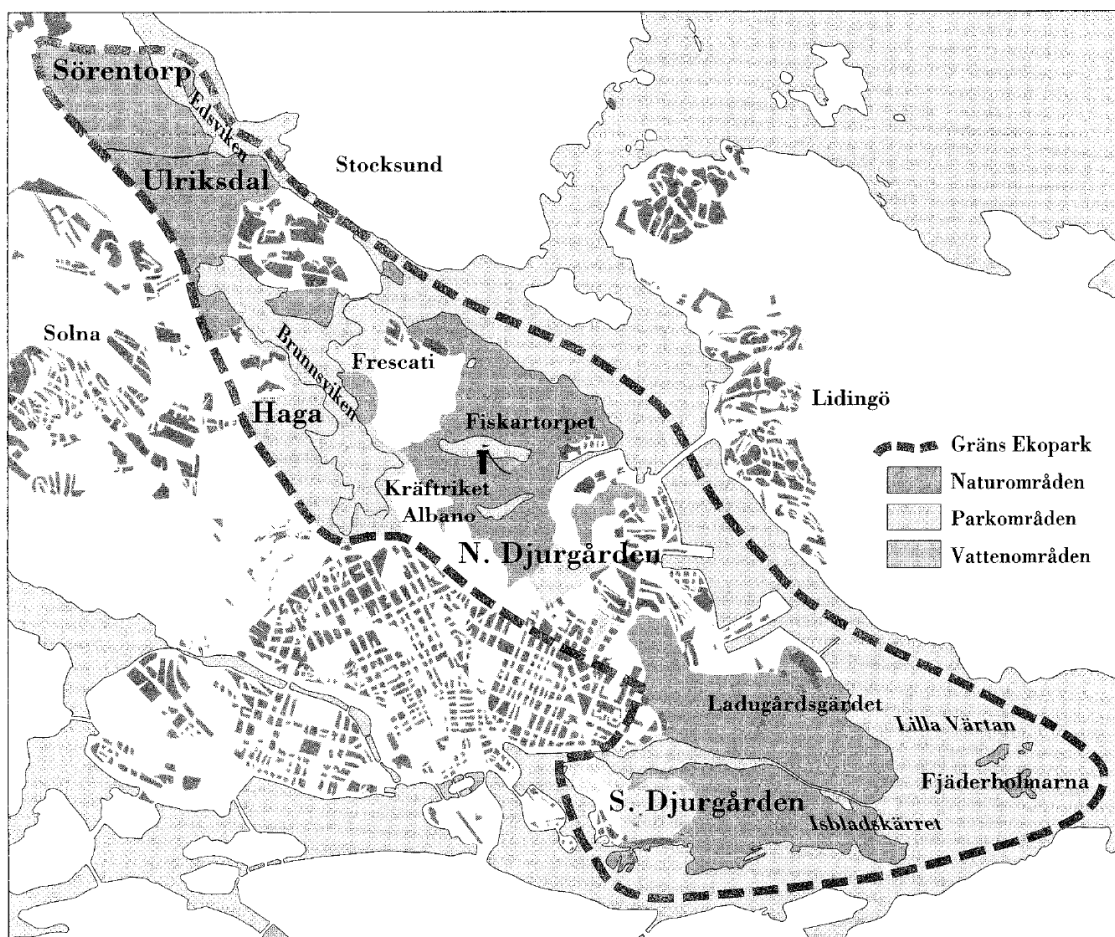 Sörentorp
Edsviken
Stocksund
Ulriksdal
Solna
Brunnsviken
Frescati
Haga
Lidingö
Fiskartorpet
Kräftriket
Albano
N. Djurgården
Gräns Ekopark
Naturområden
Parkområden
Vattenområden
Ladugårdsgärdet
Lilla Värtan
Fjäderholmarna
S. Djurgården
Isbladskärret